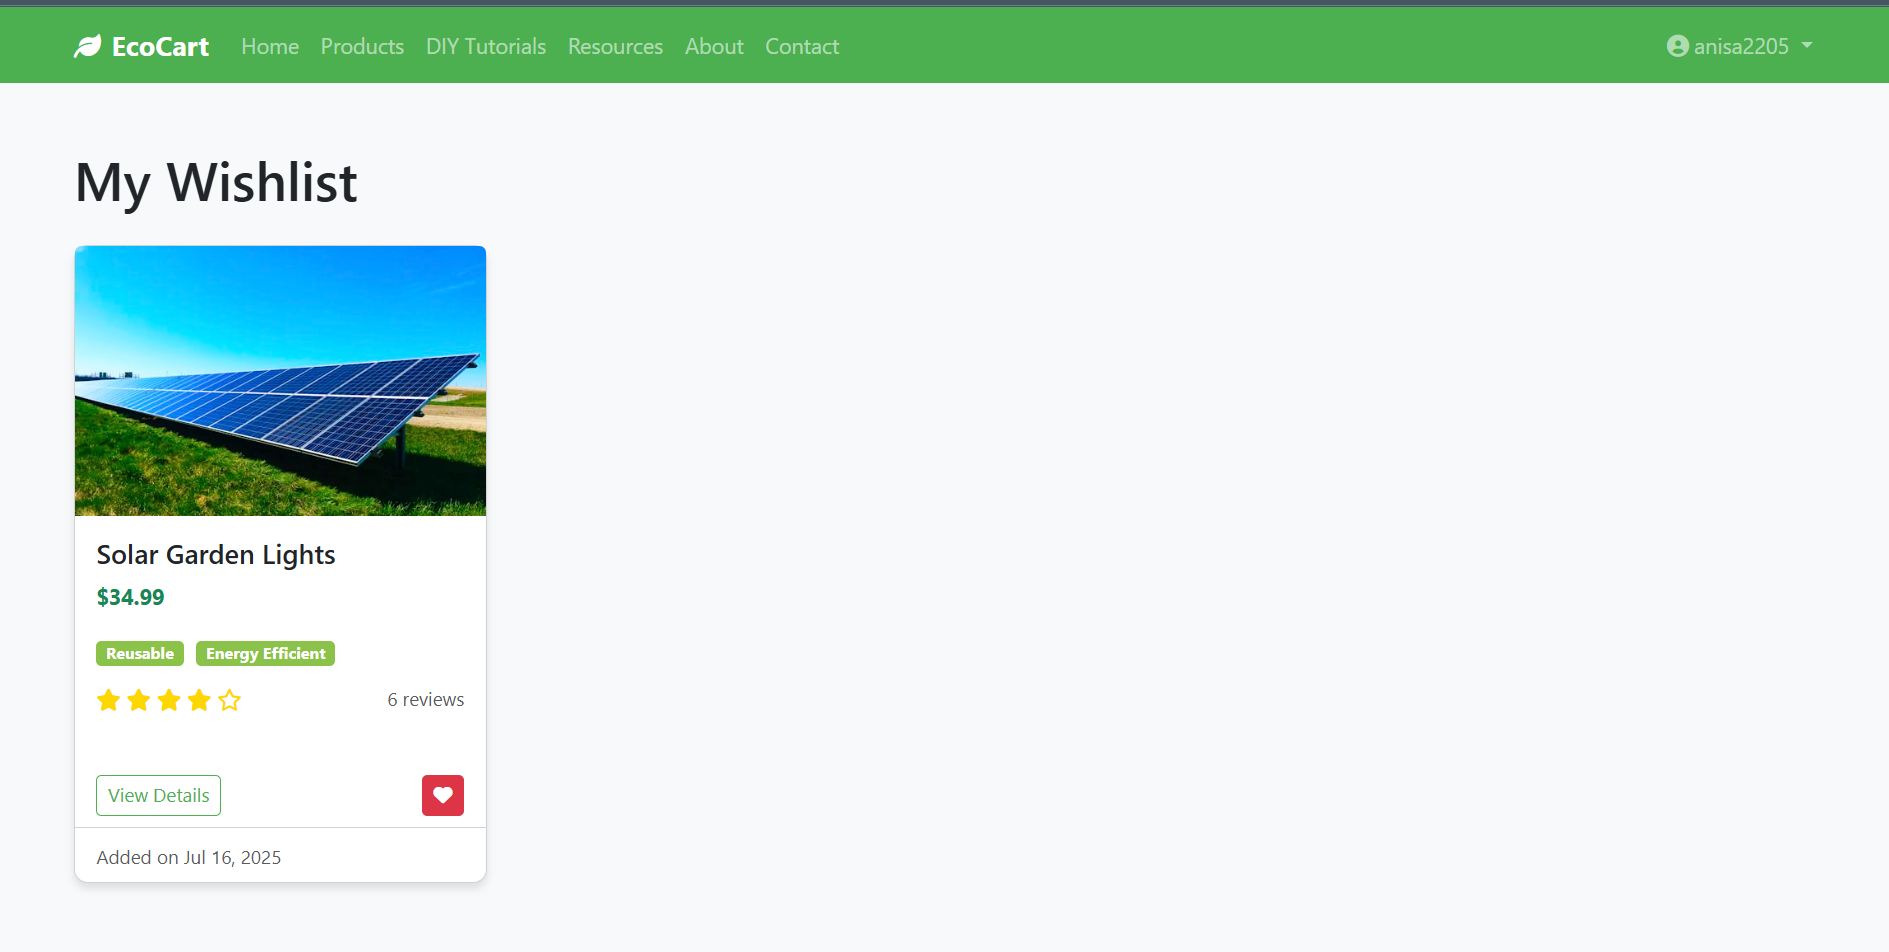 EcoCart Home Products DIY Tutorials Resources About Contact anisa2205
My Wishlist
Solar Garden Lights
$34.99
Reusable Energy Efficient
6 reviews
View Details
Added on Jul 16, 2025